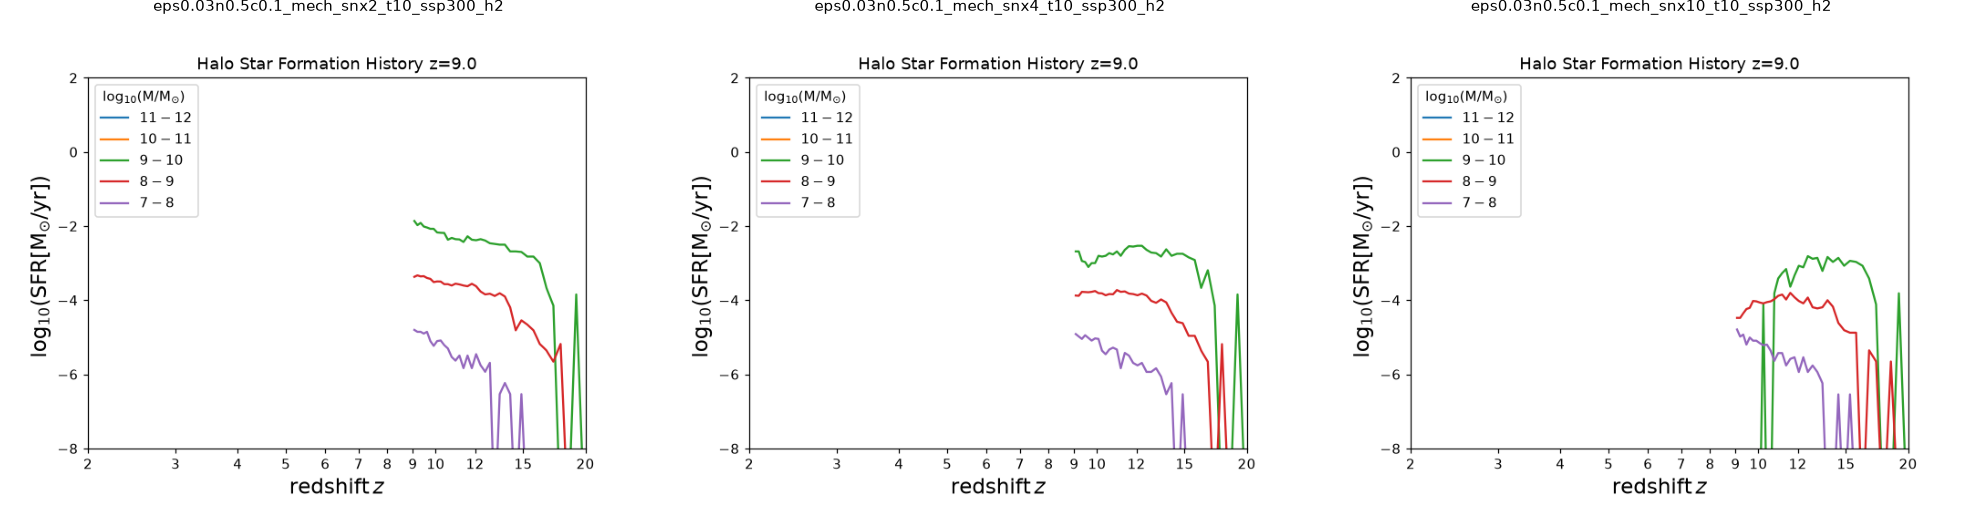 eps0.03n0.5c0.1_mech_snx2_t10_ssp300_h2
Halo Star Formation History z=9.0
log₁₀(M/M⊙)
11 − 12
10 − 11
9 − 10
8 − 9
7 − 8
2
0
−2
−4
−6
−8
log₁₀(SFR[M⊙/yr])
2 3 4 5 6 7 8 9 10 12 15 20
redshift z
eps0.03n0.5c0.1_mech_snx4_t10_ssp300_h2
Halo Star Formation History z=9.0
log₁₀(M/M⊙)
11 − 12
10 − 11
9 − 10
8 − 9
7 − 8
2
0
−2
−4
−6
−8
log₁₀(SFR[M⊙/yr])
2 3 4 5 6 7 8 9 10 12 15 20
redshift z
eps0.03n0.5c0.1_mech_snx10_t10_ssp300_h2
Halo Star Formation History z=9.0
log₁₀(M/M⊙)
11 − 12
10 − 11
9 − 10
8 − 9
7 − 8
2
0
−2
−4
−6
−8
log₁₀(SFR[M⊙/yr])
2 3 4 5 6 7 8 9 10 12 15 20
redshift z